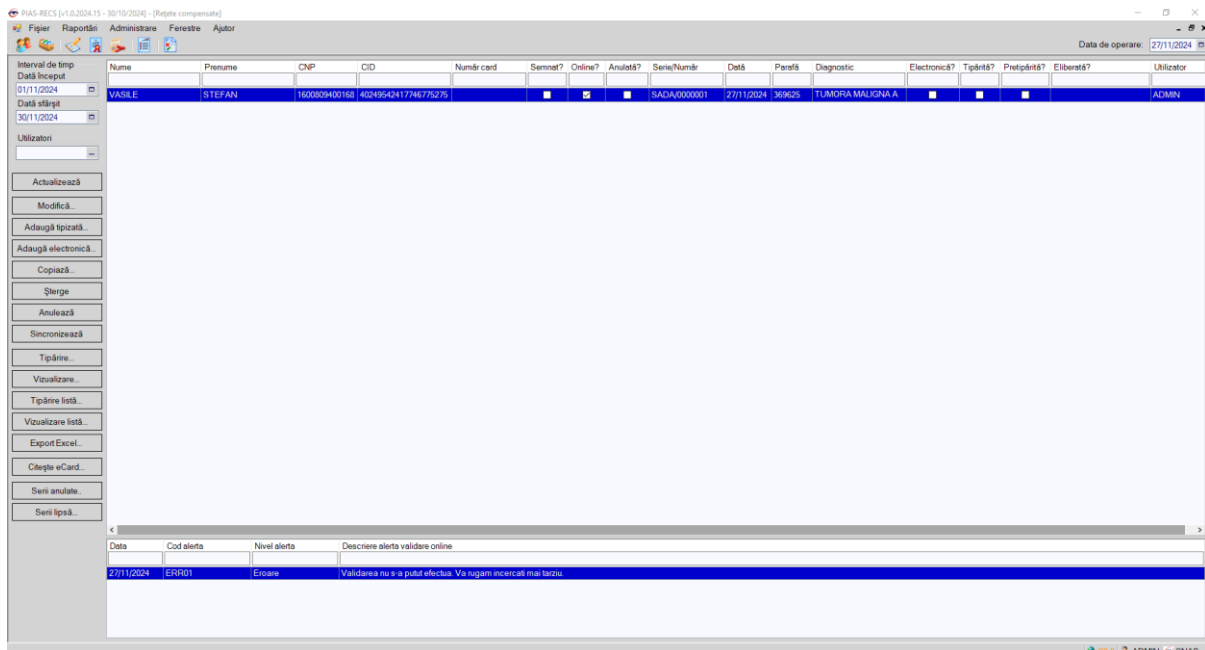 PIAS-RECS [v1.0.2024.15 - 30/10/2024] - [Rețete compensate]
Fișier Raportări Administrare Ferestre Ajutor
Data de operare: 27/11/2024
Interval de timp
Dată început
01/11/2024
Dată sfârșit
30/11/2024
Utilizatori
...
Actualizează
Modifică...
Adaugă tipizată...
Adaugă electronică...
Copiază...
Șterge
Anulează
Sincronizează
Tipărire...
Vizualizare...
Tipărire listă...
Vizualizare listă...
Export Excel...
Citește eCard...
Serii anulate..
Serii lipsă...
Nume Prenume CNP CID Număr card Semnat? Online? Anulată? Serie/Număr Dată Parafă Diagnostic Electronică? Tipărită? Pretipărită? Eliberată? Utilizator
VASILE STEFAN 1600809400168 40249542417746775275 SADA/0000001 27/11/2024 369625 TUMORA MALIGNA A ADMIN
Data Cod alerta Nivel alerta Descriere alerta validare online
27/11/2024 ERR01 Eroare Validarea nu s-a putut efectua. Va rugam incercati mai tarziu.
ADMIN CNAS